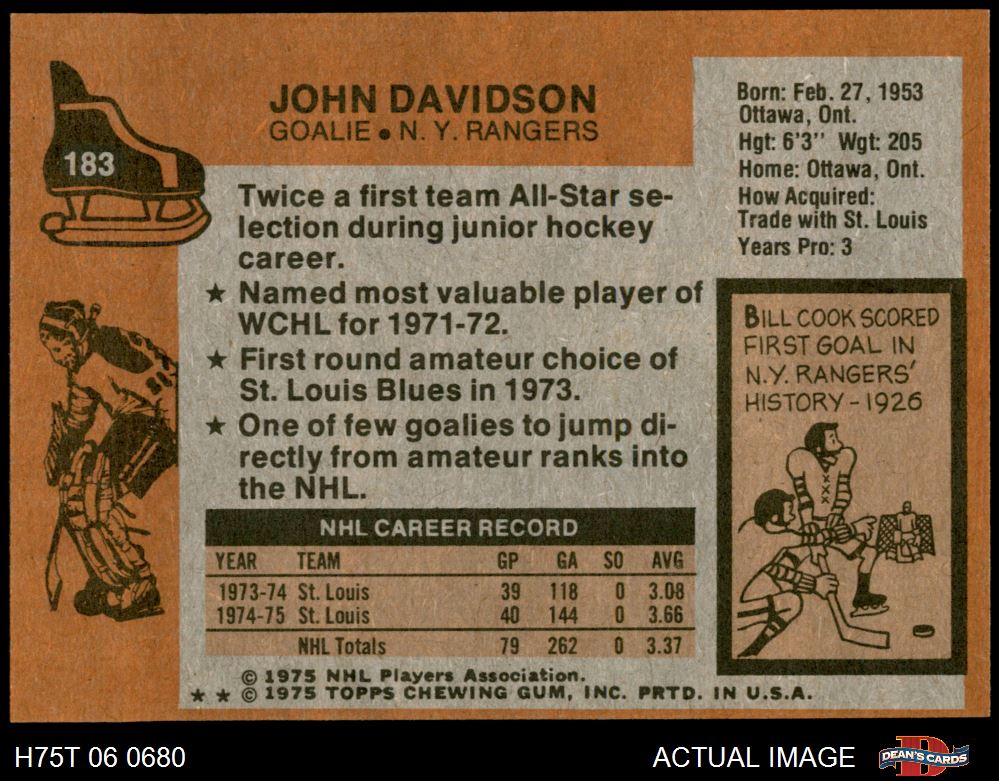 183
JOHN DAVIDSON
GOALIE • N. Y. RANGERS
Born: Feb. 27, 1953
Ottawa, Ont.
Hgt: 6'3" Wgt: 205
Home: Ottawa, Ont.
How Acquired:
Trade with St. Louis
Years Pro: 3
Twice a first team All-Star se-
lection during junior hockey
career.
★ Named most valuable player of
WCHL for 1971-72.
★ First round amateur choice of
St. Louis Blues in 1973.
★ One of few goalies to jump di-
rectly from amateur ranks into
the NHL.
BILL COOK SCORED
FIRST GOAL IN
N.Y. RANGERS'
HISTORY - 1926
NHL CAREER RECORD
YEAR TEAM GP GA SO AVG
1973-74 St. Louis 39 118 0 3.08
1974-75 St. Louis 40 144 0 3.66
NHL Totals 79 262 0 3.37
© 1975 NHL Players Association.
★ ★ © 1975 TOPPS CHEWING GUM, INC. PRTD. IN U.S.A.
H75T 06 0680
ACTUAL IMAGE
DEAN'S CARDS